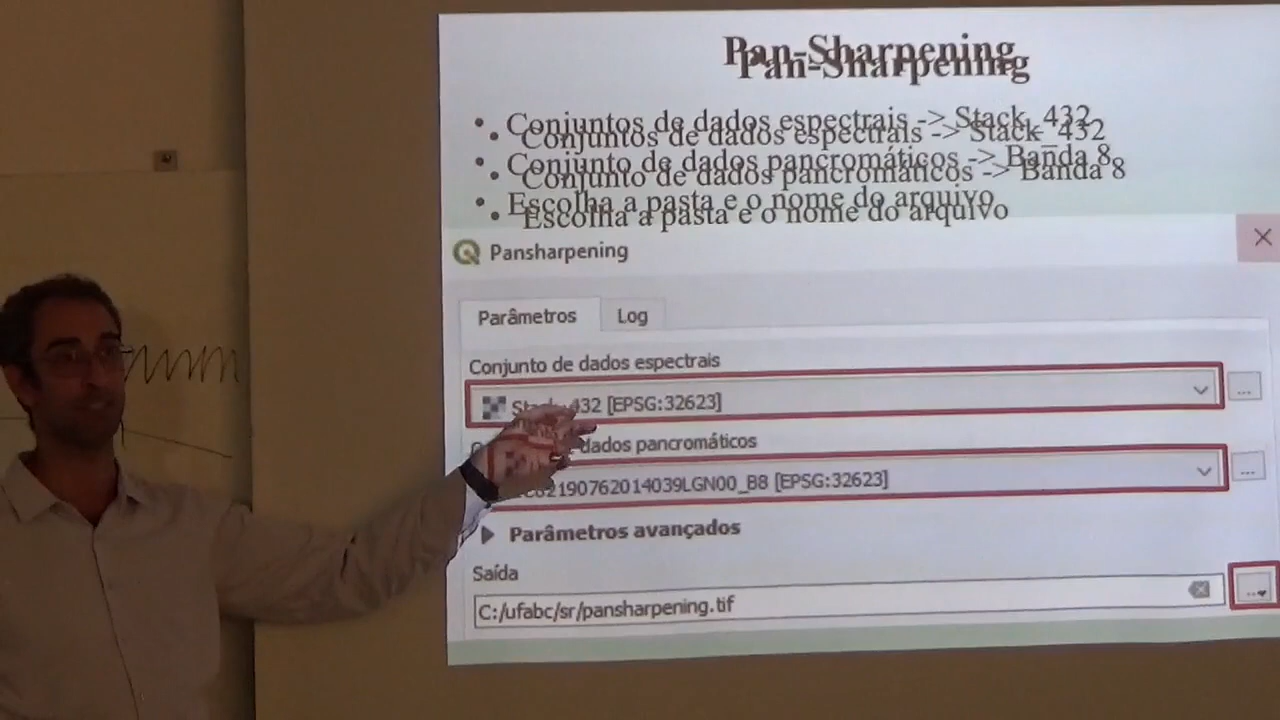 Pan-Sharpening
• Conjuntos de dados espectrais -> Stack_432
• Conjunto de dados pancromáticos -> Banda 8
• Escolha a pasta e o nome do arquivo
Pansharpening
Parâmetros Log
Conjunto de dados espectrais
432 [EPSG:32623] ...
dados pancromáticos
2190762014039LGN00_B8 [EPSG:32623] ...
Parâmetros avançados
Saída
C:/ufabc/sr/pansharpening.tif ...